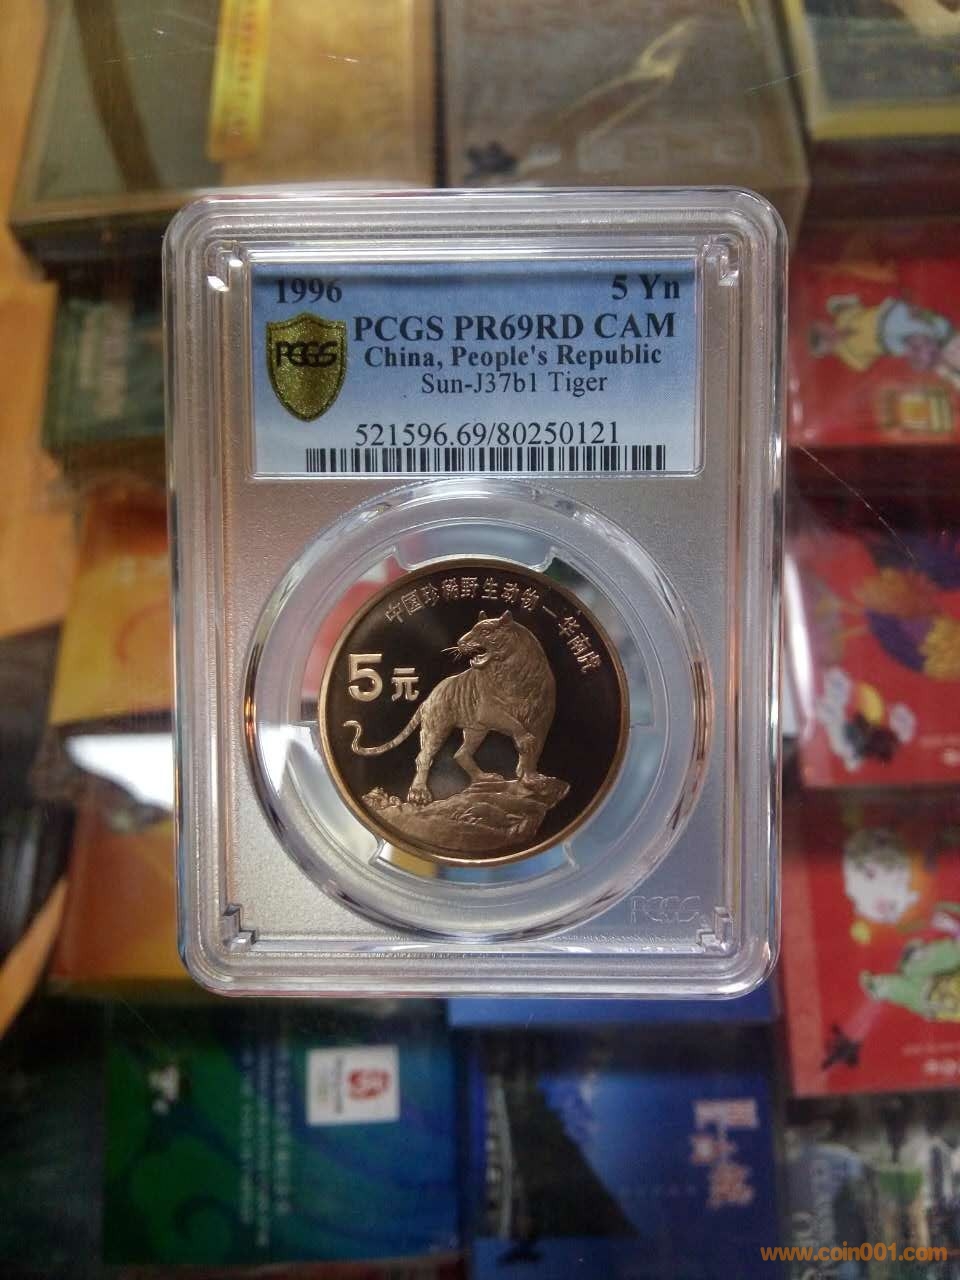 1996 5 Yn
PCGS PCGS PR69RD CAM
China, People's Republic
Sun-J37b1 Tiger
521596.69/80250121
中国珍稀野生动物—华南虎
5元
PCGS
www.coin001.com